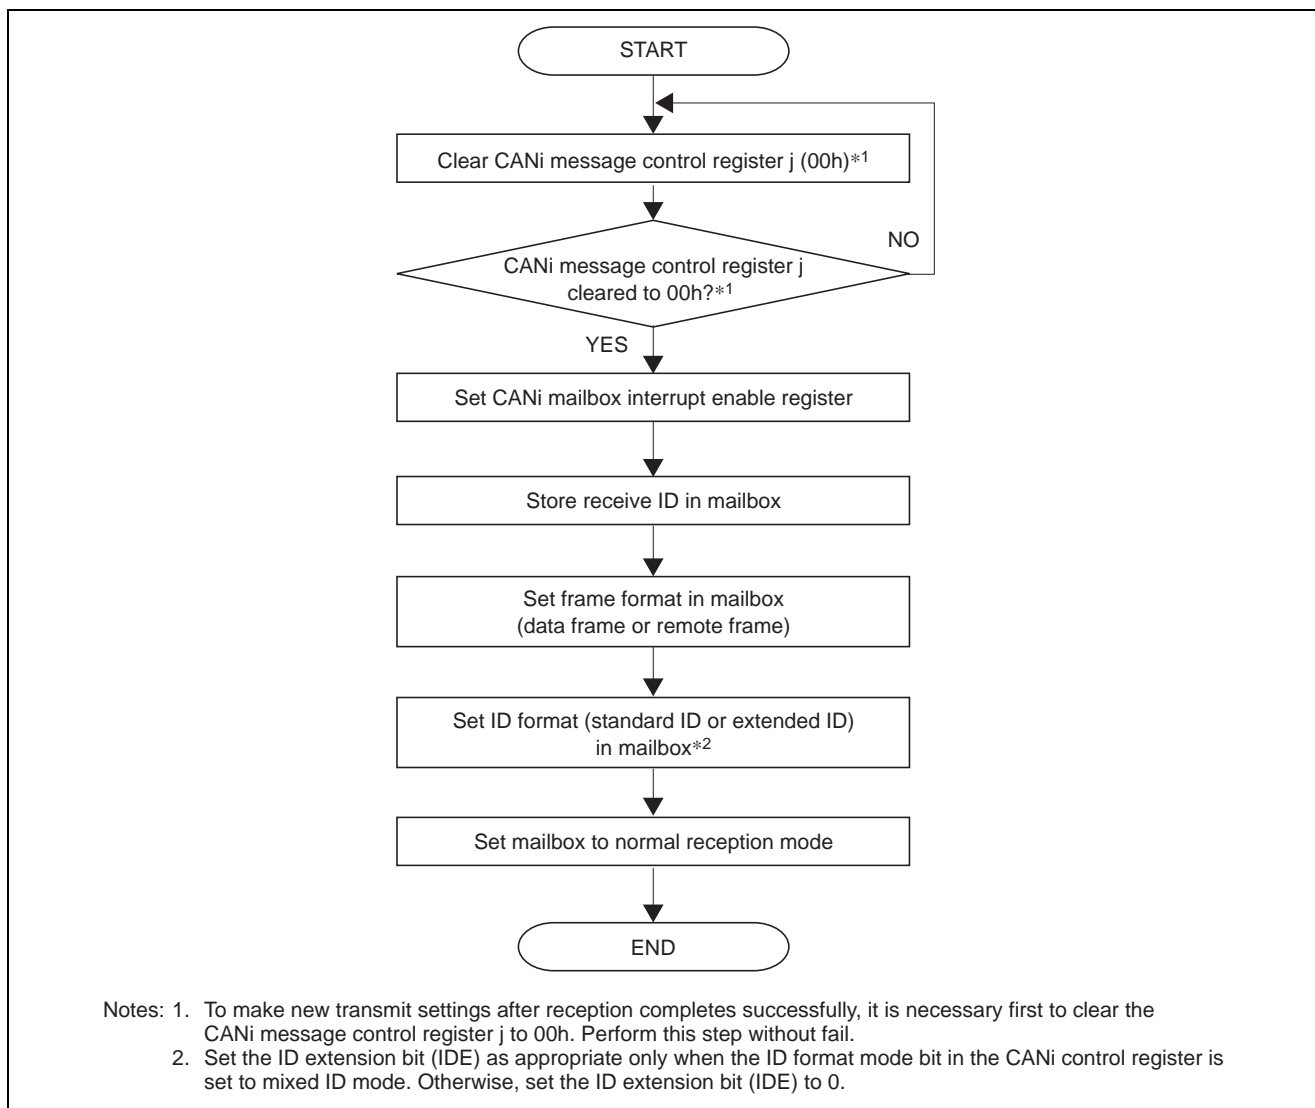 START
Clear CANi message control register j (00h)*1
CANi message control register j
cleared to 00h?*1
NO
YES
Set CANi mailbox interrupt enable register
Store receive ID in mailbox
Set frame format in mailbox
(data frame or remote frame)
Set ID format (standard ID or extended ID)
in mailbox*2
Set mailbox to normal reception mode
END
Notes: 1. To make new transmit settings after reception completes successfully, it is necessary first to clear the
CANi message control register j to 00h. Perform this step without fail.
2. Set the ID extension bit (IDE) as appropriate only when the ID format mode bit in the CANi control register is
set to mixed ID mode. Otherwise, set the ID extension bit (IDE) to 0.